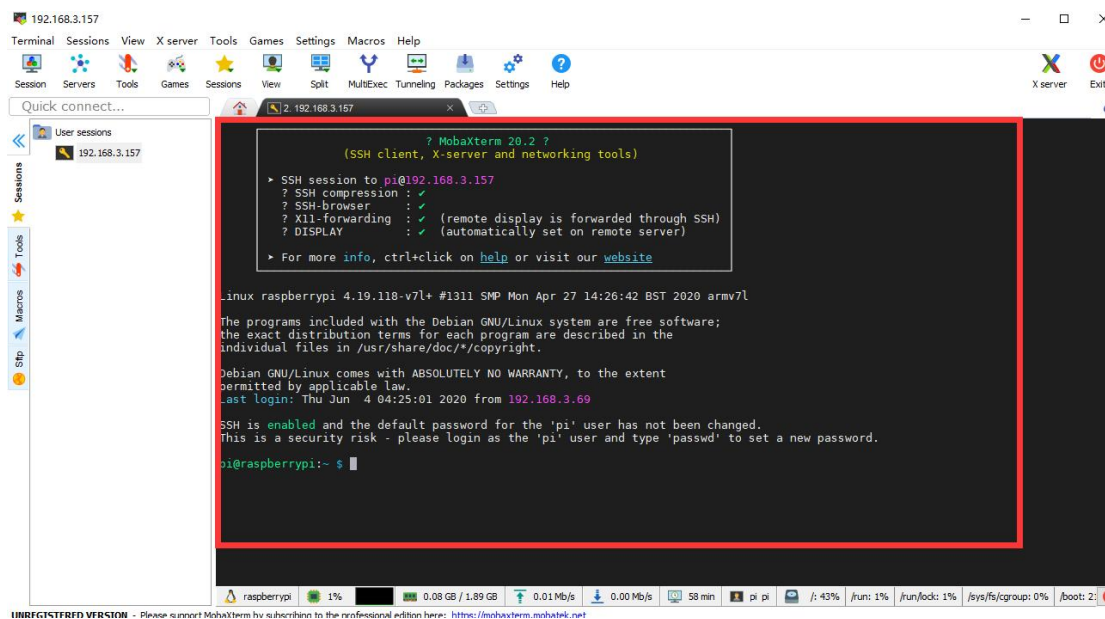 192.168.3.157
Terminal Sessions View X server Tools Games Settings Macros Help
Session Servers Tools Games Sessions View Split MultiExec Tunneling Packages Settings Help X server Exit
Quick connect...
2. 192.168.3.157
User sessions
192.168.3.157
Sessions
Tools
Macros
Sftp
? MobaXterm 20.2 ?
(SSH client, X-server and networking tools)
➤ SSH session to pi@192.168.3.157
? SSH compression : ✔
? SSH-browser : ✔
? X11-forwarding : ✔ (remote display is forwarded through SSH)
? DISPLAY : ✔ (automatically set on remote server)
➤ For more info, ctrl+click on help or visit our website
Linux raspberrypi 4.19.118-v7l+ #1311 SMP Mon Apr 27 14:26:42 BST 2020 armv7l
The programs included with the Debian GNU/Linux system are free software;
the exact distribution terms for each program are described in the
individual files in /usr/share/doc/*/copyright.
Debian GNU/Linux comes with ABSOLUTELY NO WARRANTY, to the extent
permitted by applicable law.
Last login: Thu Jun  4 04:25:01 2020 from 192.168.3.69
SSH is enabled and the default password for the 'pi' user has not been changed.
This is a security risk - please login as the 'pi' user and type 'passwd' to set a new password.
pi@raspberrypi:~ $
raspberrypi 1% 0.08 GB / 1.89 GB 0.01 Mb/s 0.00 Mb/s 58 min pi pi /: 43% /run: 1% /run/lock: 1% /sys/fs/cgroup: 0% /boot: 2
UNREGISTERED VERSION - Please support MobaXterm by subscribing to the professional edition here: https://mobaxterm.mobatek.net